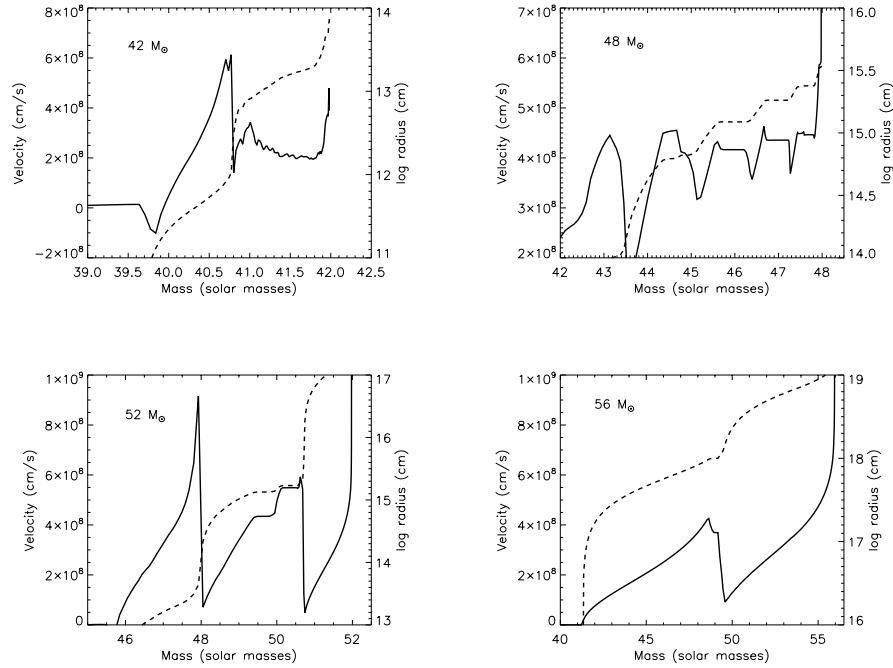 42 M⊙
Velocity (cm/s)
8×10⁸
6×10⁸
4×10⁸
2×10⁸
0
−2×10⁸
39.0 39.5 40.0 40.5 41.0 41.5 42.0 42.5
Mass (solar masses)
14
13
12
11
log radius (cm)
48 M⊙
Velocity (cm/s)
7×10⁸
6×10⁸
5×10⁸
4×10⁸
3×10⁸
2×10⁸
42 43 44 45 46 47 48
Mass (solar masses)
16.0
15.5
15.0
14.5
14.0
log radius (cm)
52 M⊙
Velocity (cm/s)
1×10⁹
8×10⁸
6×10⁸
4×10⁸
2×10⁸
0
46 48 50 52
Mass (solar masses)
17
16
15
14
13
log radius (cm)
56 M⊙
Velocity (cm/s)
1×10⁹
8×10⁸
6×10⁸
4×10⁸
2×10⁸
0
40 45 50 55
Mass (solar masses)
19
18
17
16
log radius (cm)